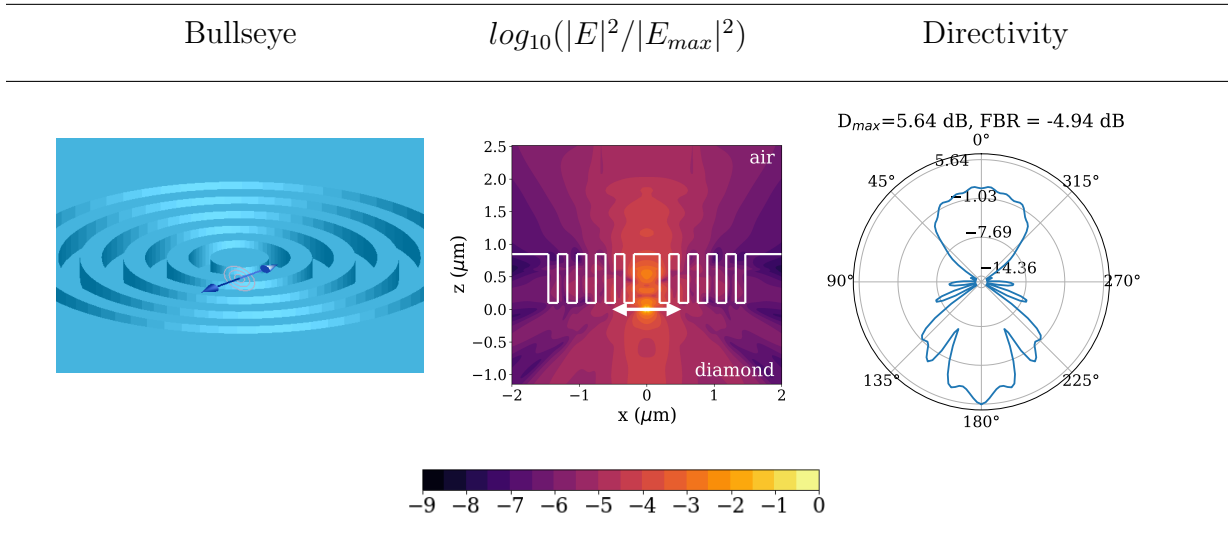 Bullseye
log₁₀(|E|²/|Eₘₐₓ|²)
Directivity
2.5
2.0
1.5
1.0
0.5
0.0
−0.5
−1.0
z (μm)
air
diamond
−2
−1
0
1
2
x (μm)
Dₘₐₓ=5.64 dB, FBR = -4.94 dB
0°
5.64
45°
315°
−1.03
−7.69
−14.36
90°
270°
135°
225°
180°
−9 −8 −7 −6 −5 −4 −3 −2 −1 0